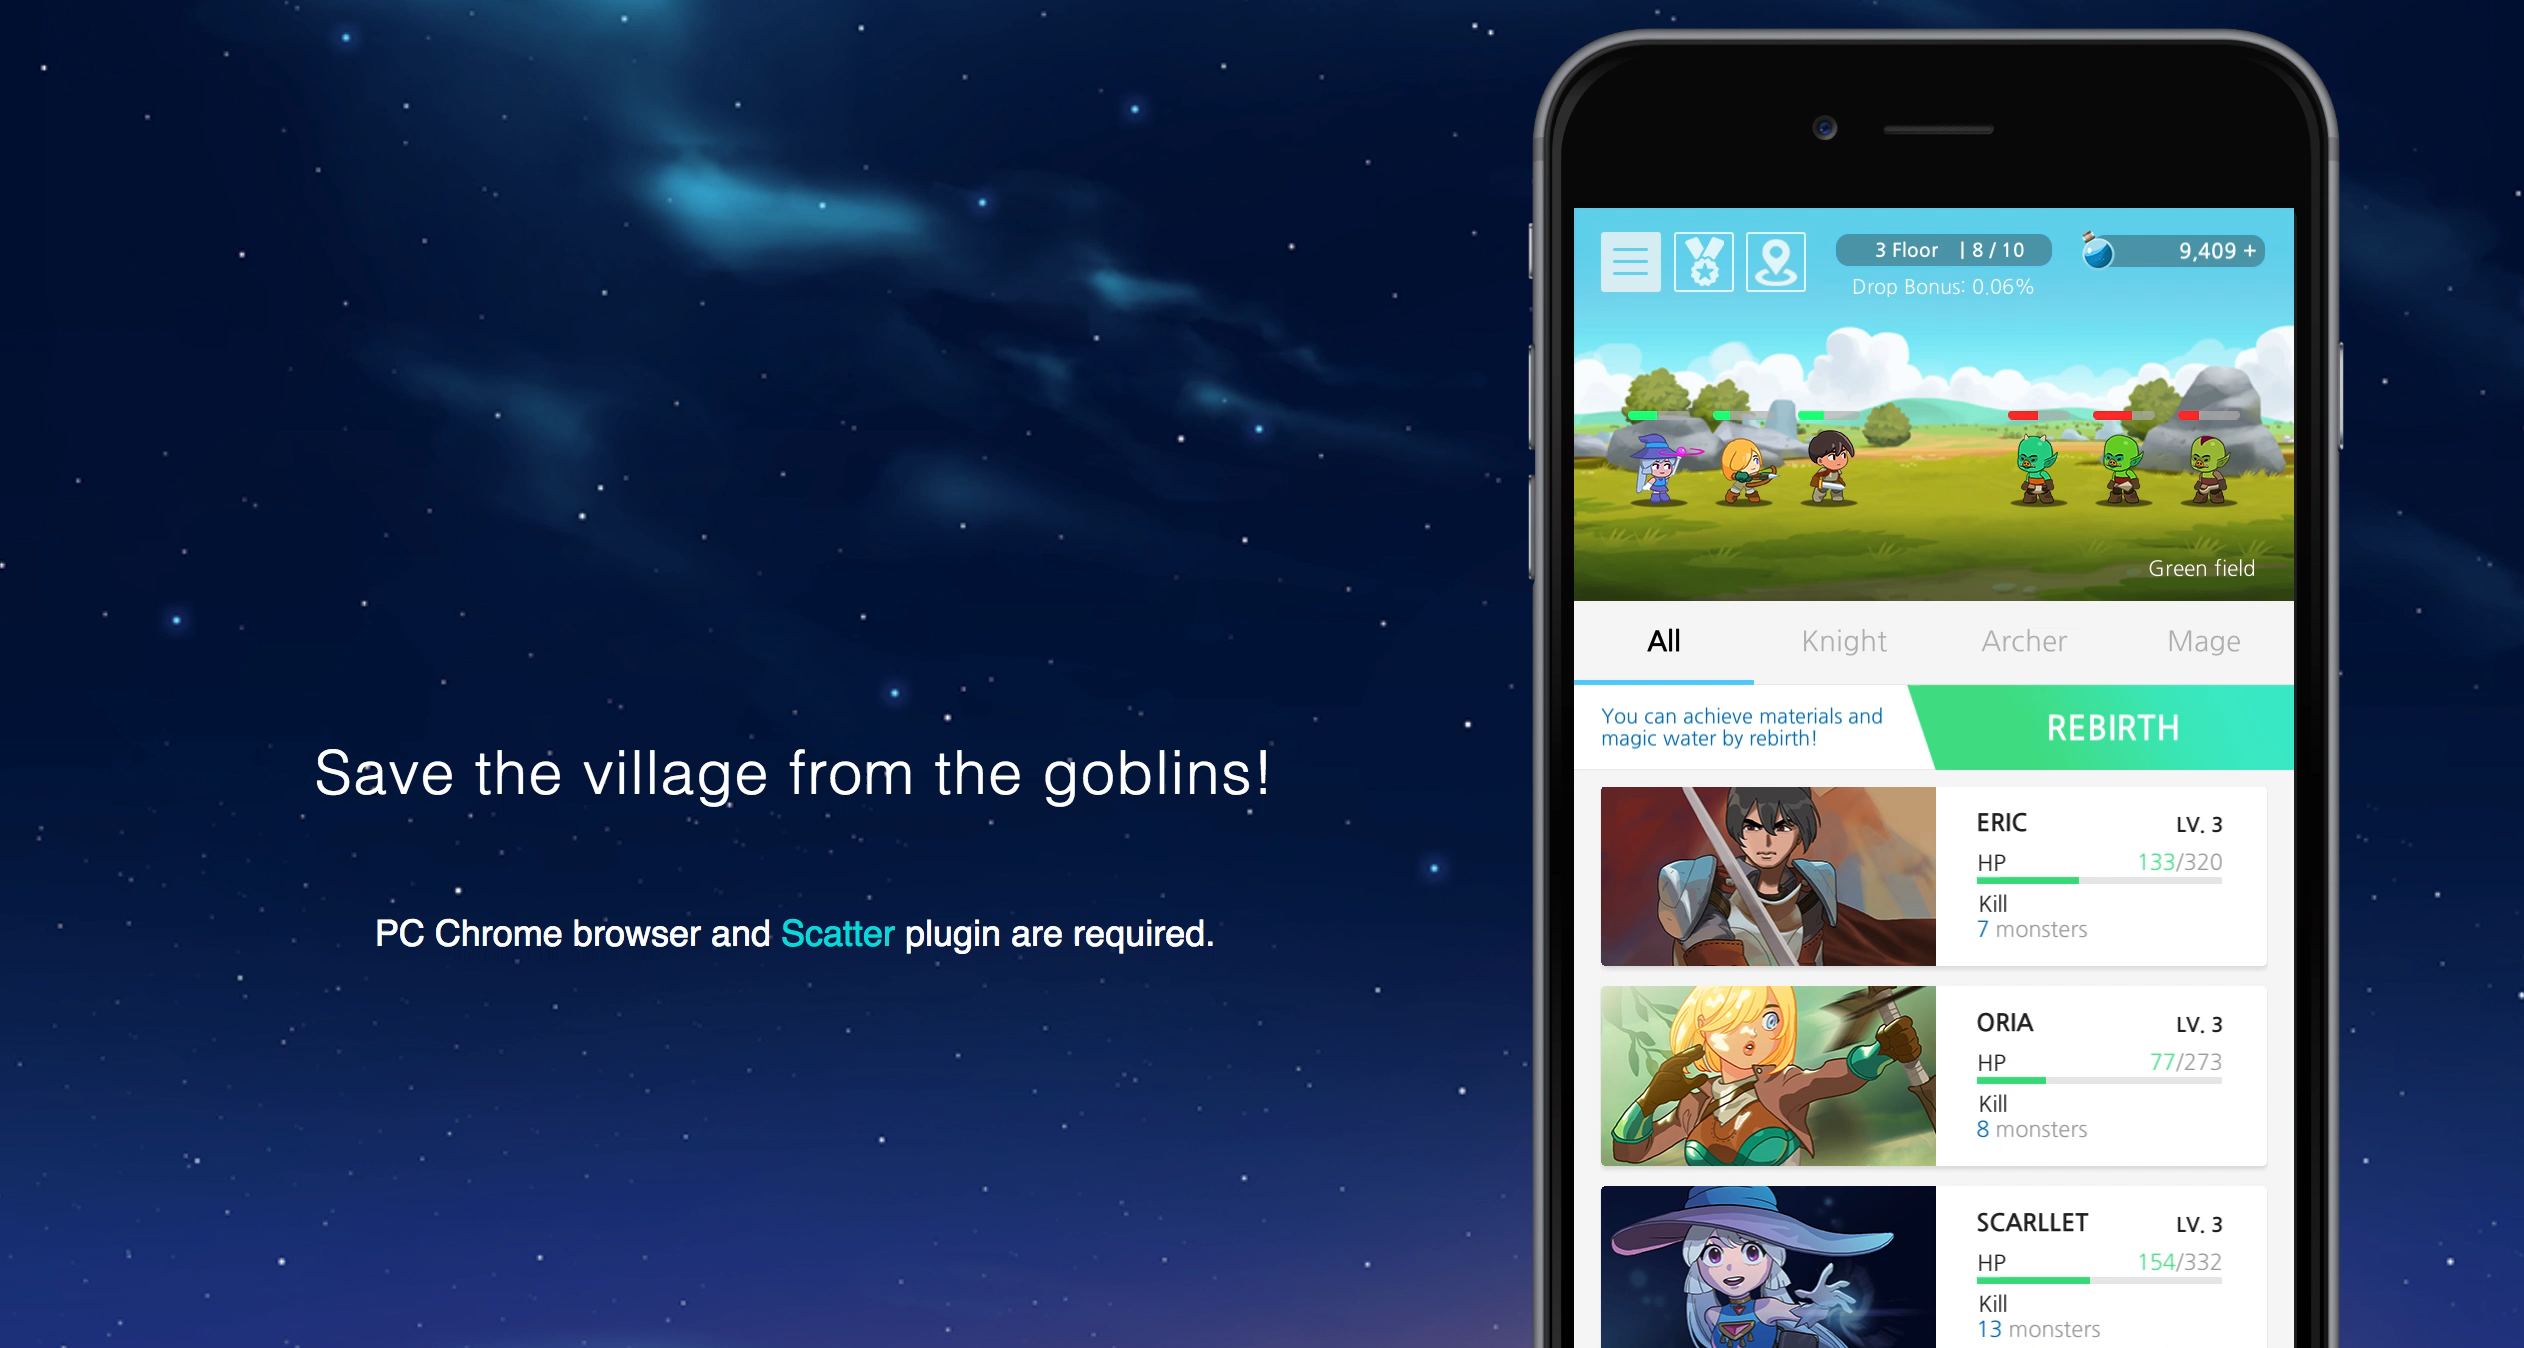 Save the village from the goblins!
PC Chrome browser and Scatter plugin are required.
3 Floor | 8 / 10
9,409 +
Drop Bonus: 0.06%
Green field
All Knight Archer Mage
You can achieve materials and
magic water by rebirth!
REBIRTH
ERIC LV. 3
HP 133/320
Kill
7 monsters
ORIA LV. 3
HP 77/273
Kill
8 monsters
SCARLLET LV. 3
HP 154/332
Kill
13 monsters